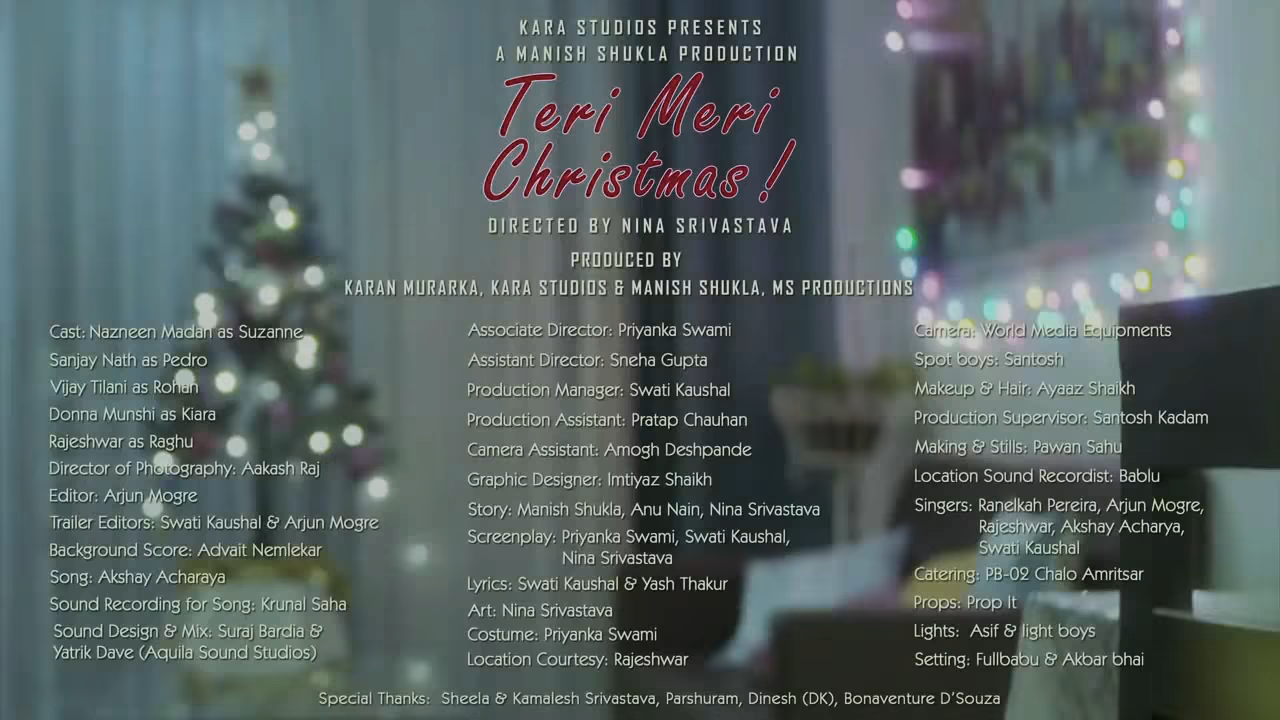 KARA STUDIOS PRESENTS
A MANISH SHUKLA PRODUCTION
Teri Meri
Christmas!
DIRECTED BY NINA SRIVASTAVA
PRODUCED BY
KARAN MURARKA, KARA STUDIOS & MANISH SHUKLA, MS PRODUCTIONS
Cast: Nazneen Madan as Suzanne
Sanjay Nath as Pedro
Vijay Tilani as Rohan
Donna Munshi as Kiara
Rajeshwar as Raghu
Director of Photography: Aakash Raj
Editor: Arjun Mogre
Trailer Editors: Swati Kaushal & Arjun Mogre
Background Score: Advait Nemlekar
Song: Akshay Acharaya
Sound Recording for Song: Krunal Saha
Sound Design & Mix: Suraj Bardia &
Yatrik Dave (Aquila Sound Studios)
Associate Director: Priyanka Swami
Assistant Director: Sneha Gupta
Production Manager: Swati Kaushal
Production Assistant: Pratap Chauhan
Camera Assistant: Amogh Deshpande
Graphic Designer: Imtiyaz Shaikh
Story: Manish Shukla, Anu Nain, Nina Srivastava
Screenplay: Priyanka Swami, Swati Kaushal,
Nina Srivastava
Lyrics: Swati Kaushal & Yash Thakur
Art: Nina Srivastava
Costume: Priyanka Swami
Location Courtesy: Rajeshwar
Camera: World Media Equipments
Spot boys: Santosh
Makeup & Hair: Ayaaz Shaikh
Production Supervisor: Santosh Kadam
Making & Stills: Pawan Sahu
Location Sound Recordist: Bablu
Singers: Ranelkah Pereira, Arjun Mogre,
Rajeshwar, Akshay Acharya,
Swati Kaushal
Catering: PB-02 Chalo Amritsar
Props: Prop It
Lights: Asif & light boys
Setting: Fullbabu & Akbar bhai
Special Thanks: Sheela & Kamalesh Srivastava, Parshuram, Dinesh (DK), Bonaventure D'Souza